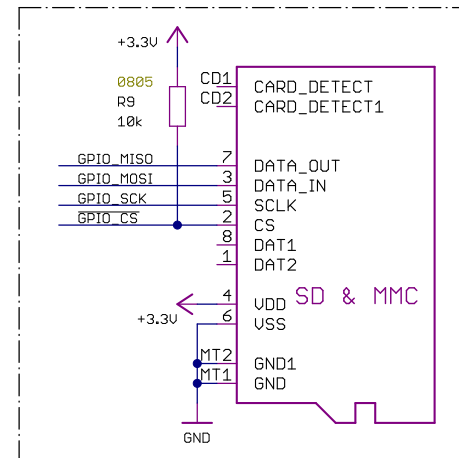 +3.3V
0805
R9
10k
CD1 CARD_DETECT
CD2 CARD_DETECT1
GPIO_MISO 7 DATA_OUT
GPIO_MOSI 3 DATA_IN
GPIO_SCK 5 SCLK
GPIO_CS 2 CS
8 DAT1
1 DAT2
SD & MMC
4 VDD
+3.3V
6 VSS
MT2 GND1
MT1 GND
GND